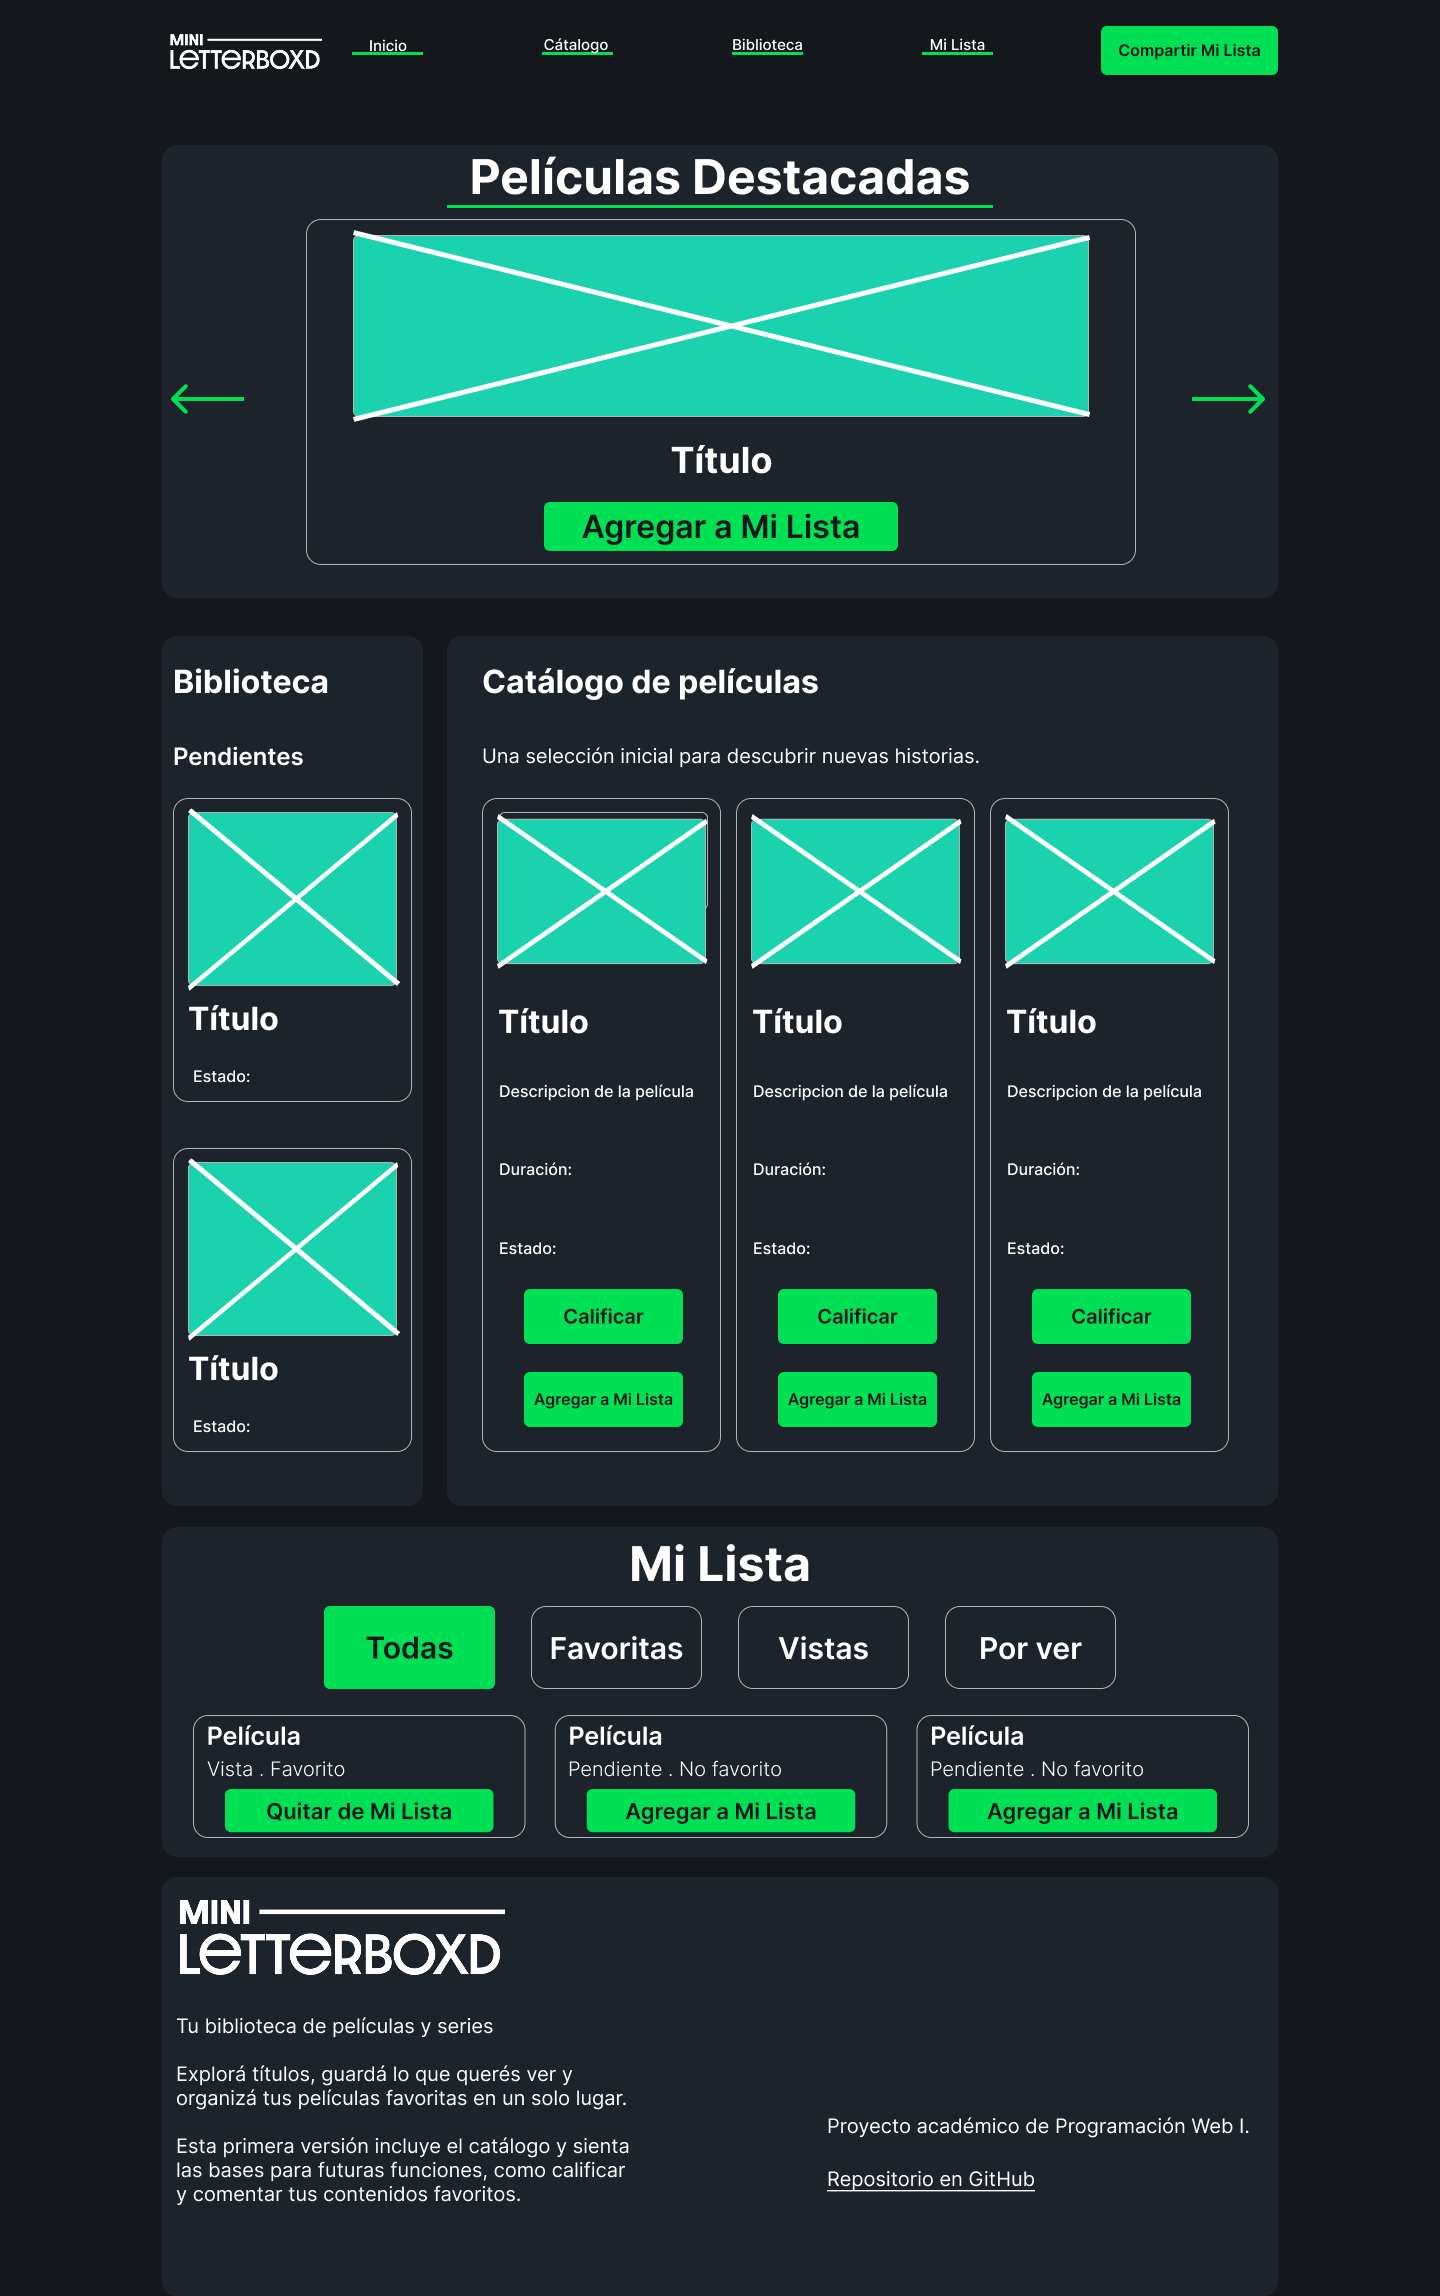 MINI
LETTERBOXD
Inicio
Cátalogo
Biblioteca
Mi Lista
Compartir Mi Lista
Películas Destacadas
Título
Agregar a Mi Lista
Biblioteca
Pendientes
Título
Estado:
Título
Estado:
Catálogo de películas
Una selección inicial para descubrir nuevas historias.
Título
Descripcion de la película
Duración:
Estado:
Calificar
Agregar a Mi Lista
Título
Descripcion de la película
Duración:
Estado:
Calificar
Agregar a Mi Lista
Título
Descripcion de la película
Duración:
Estado:
Calificar
Agregar a Mi Lista
Mi Lista
Todas
Favoritas
Vistas
Por ver
Película
Vista . Favorito
Quitar de Mi Lista
Película
Pendiente . No favorito
Agregar a Mi Lista
Película
Pendiente . No favorito
Agregar a Mi Lista
MINI
LETTERBOXD
Tu biblioteca de películas y series
Explorá títulos, guardá lo que querés ver y
organizá tus películas favoritas en un solo lugar.
Esta primera versión incluye el catálogo y sienta
las bases para futuras funciones, como calificar
y comentar tus contenidos favoritos.
Proyecto académico de Programación Web I.
Repositorio en GitHub